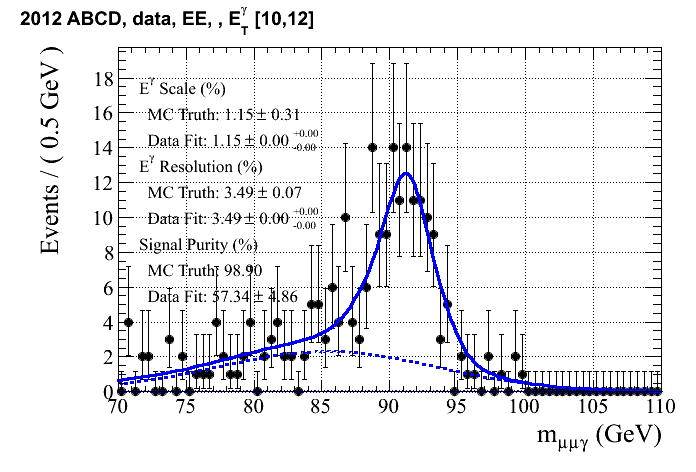 2012 ABCD, data, EE, , E_T^γ [10,12]
Events / ( 0.5 GeV )
18
16
14
12
10
8
6
4
2
0
E^γ Scale (%)
MC Truth: 1.15 ± 0.31
Data Fit: 1.15 ± 0.00 +0.00 -0.00
E^γ Resolution (%)
MC Truth: 3.49 ± 0.07
Data Fit: 3.49 ± 0.00 +0.00 -0.00
Signal Purity (%)
MC Truth: 98.90
Data Fit: 57.34 ± 4.86
70 75 80 85 90 95 100 105 110
m_μμγ (GeV)